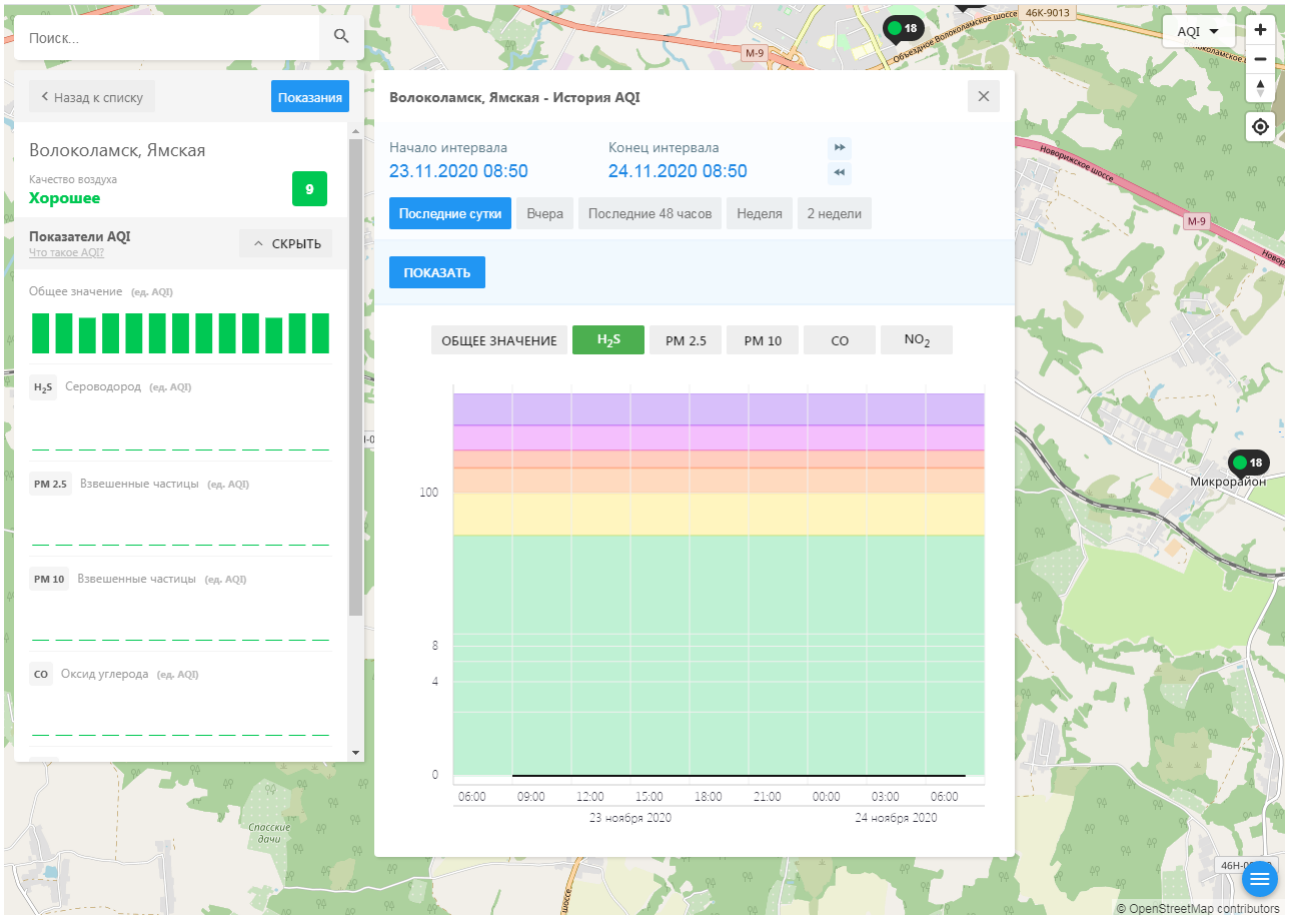 Поиск...
46К-9013
18
Объездное Волоколамское шоссе
М-9
AQI
Назад к списку
Показания
Волоколамск, Ямская
Качество воздуха
Хорошее
9
Показатели AQI
Что такое AQI?
СКРЫТЬ
Общее значение (ед. AQI)
H₂S Сероводород (ед. AQI)
PM 2.5 Взвешенные частицы (ед. AQI)
PM 10 Взвешенные частицы (ед. AQI)
CO Оксид углерода (ед. AQI)
Волоколамск, Ямская - История AQI
Начало интервала
Конец интервала
23.11.2020 08:50
24.11.2020 08:50
Последние сутки
Вчера
Последние 48 часов
Неделя
2 недели
ПОКАЗАТЬ
ОБЩЕЕ ЗНАЧЕНИЕ
H₂S
PM 2.5
PM 10
CO
NO₂
100
8
4
0
06:00 09:00 12:00 15:00 18:00 21:00 00:00 03:00 06:00
23 ноября 2020
24 ноября 2020
Новорижское шоссе
М-9
18
Микрорайон
Спасские
дачи
шоссе
© OpenStreetMap contributors